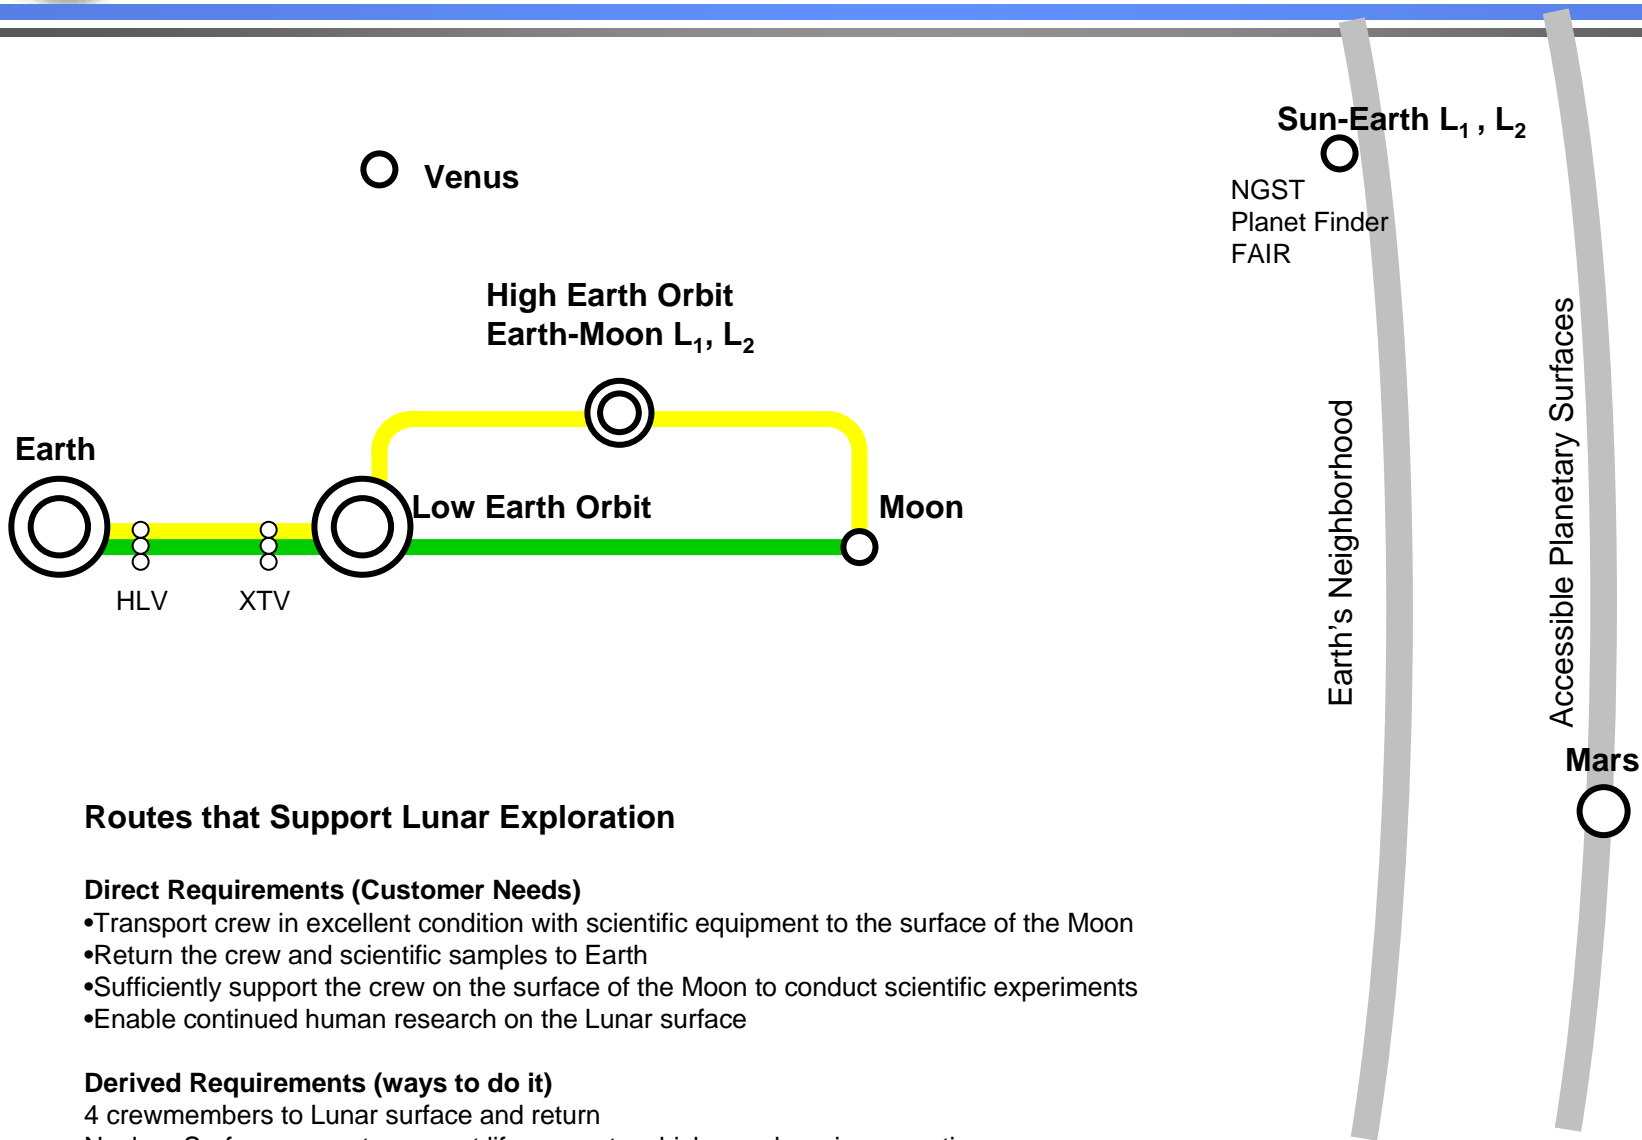 Sun-Earth L1 , L2
Venus
NGST
Planet Finder
FAIR
High Earth Orbit
Earth-Moon L1, L2
Earth
Low Earth Orbit
Moon
HLV
XTV
Earth's Neighborhood
Accessible Planetary Surfaces
Mars
Routes that Support Lunar Exploration
Direct Requirements (Customer Needs)
•Transport crew in excellent condition with scientific equipment to the surface of the Moon
•Return the crew and scientific samples to Earth
•Sufficiently support the crew on the surface of the Moon to conduct scientific experiments
•Enable continued human research on the Lunar surface
Derived Requirements (ways to do it)
4 crewmembers to Lunar surface and return